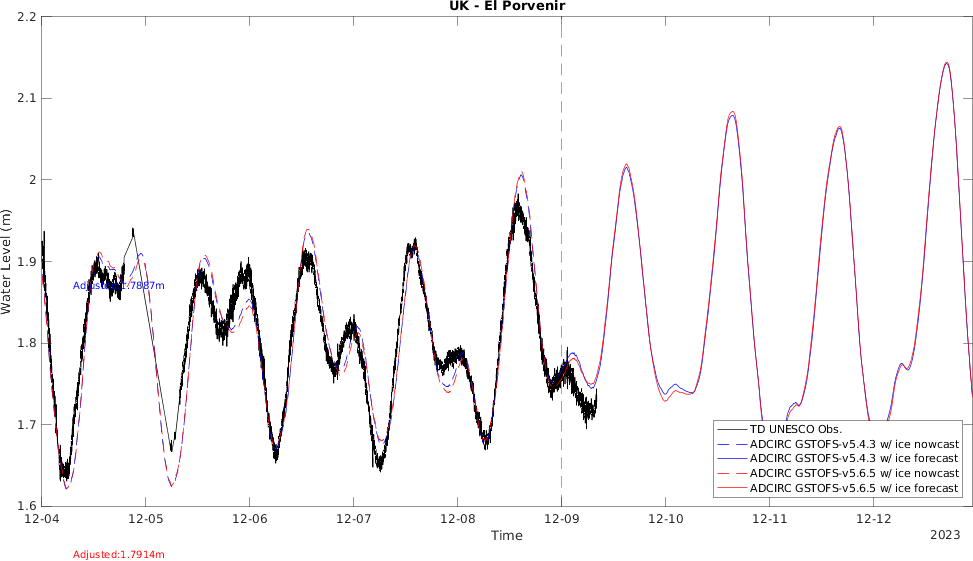 UK - El Porvenir
2.2
2.1
2
1.9
1.8
1.7
1.6
Water Level (m)
Adjusted:1.7887m
TD UNESCO Obs.
ADCIRC GSTOFS-v5.4.3 w/ ice nowcast
ADCIRC GSTOFS-v5.4.3 w/ ice forecast
ADCIRC GSTOFS-v5.6.5 w/ ice nowcast
ADCIRC GSTOFS-v5.6.5 w/ ice forecast
12-04 12-05 12-06 12-07 12-08 12-09 12-10 12-11 12-12
Time
2023
Adjusted:1.7914m